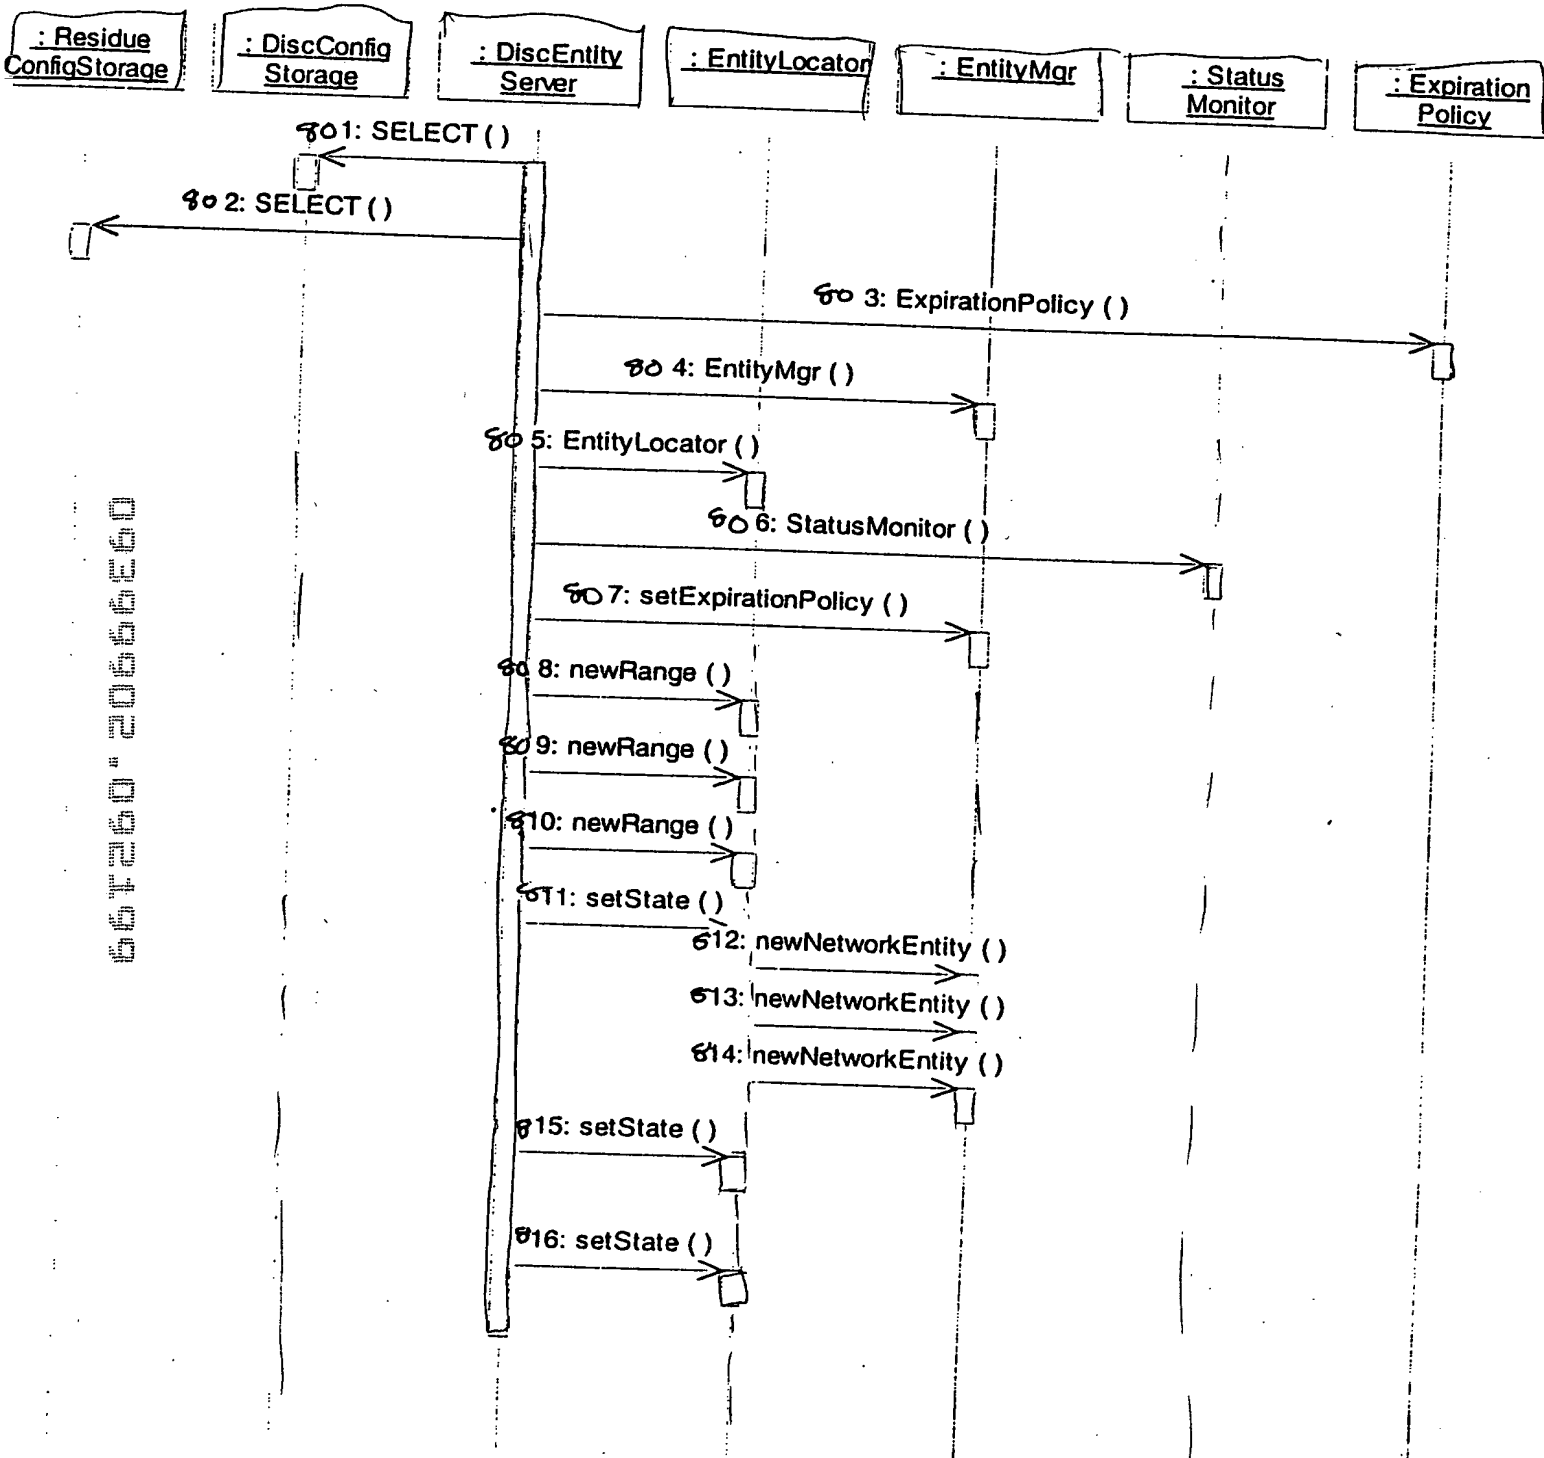 : Residue
ConfigStorage
: DiscConfig
Storage
: DiscEntity
Server
: EntityLocator
: EntityMgr
: Status
Monitor
: Expiration
Policy
801: SELECT ( )
802: SELECT ( )
803: ExpirationPolicy ( )
804: EntityMgr ( )
805: EntityLocator ( )
806: StatusMonitor ( )
807: setExpirationPolicy ( )
808: newRange ( )
809: newRange ( )
810: newRange ( )
811: setState ( )
812: newNetworkEntity ( )
813: newNetworkEntity ( )
814: newNetworkEntity ( )
815: setState ( )
816: setState ( )
09399902.092199